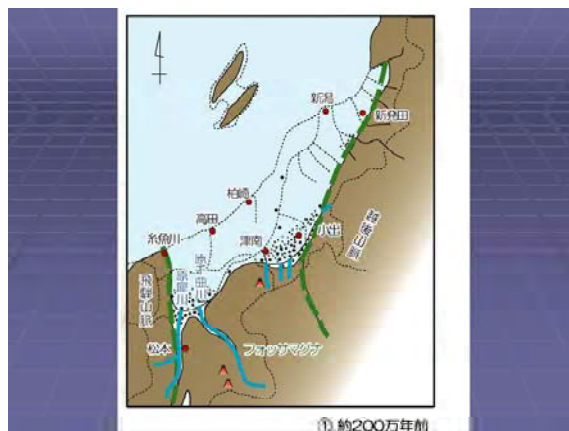 新潟
新発田
柏崎
高田
糸魚川
津南
小出
越後山脈
飛騨山脈
原犀川
原千曲川
松本
フォッサマグナ
① 約200万年前